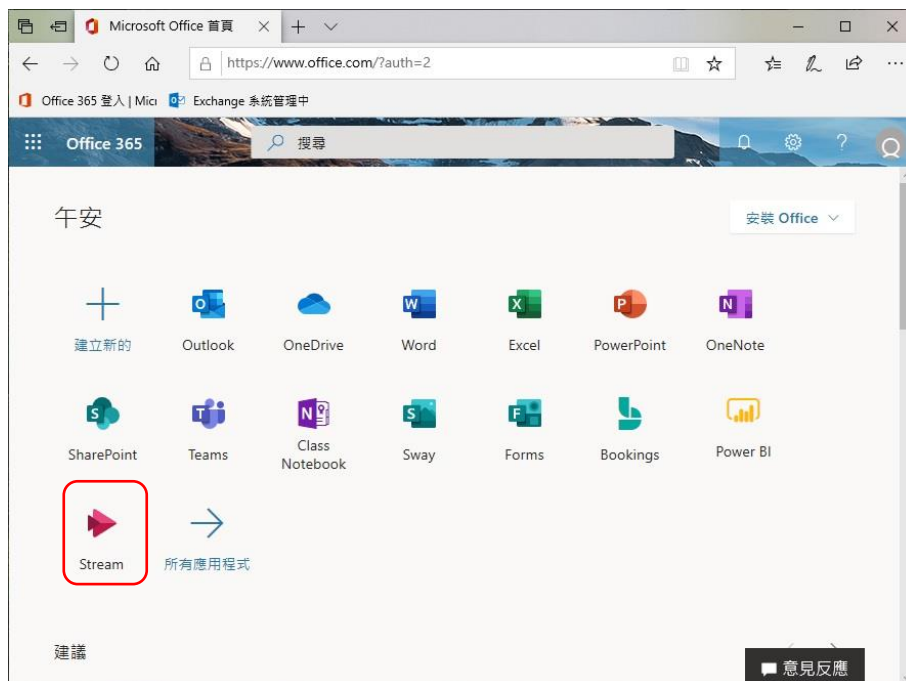 Microsoft Office 首頁
https://www.office.com/?auth=2
Office 365 登入 | Mici
Exchange 系統管理中
Office 365
搜尋
午安
安裝 Office
建立新的
Outlook
OneDrive
Word
Excel
PowerPoint
OneNote
SharePoint
Teams
Class
Notebook
Sway
Forms
Bookings
Power BI
Stream
所有應用程式
建議
意見反應